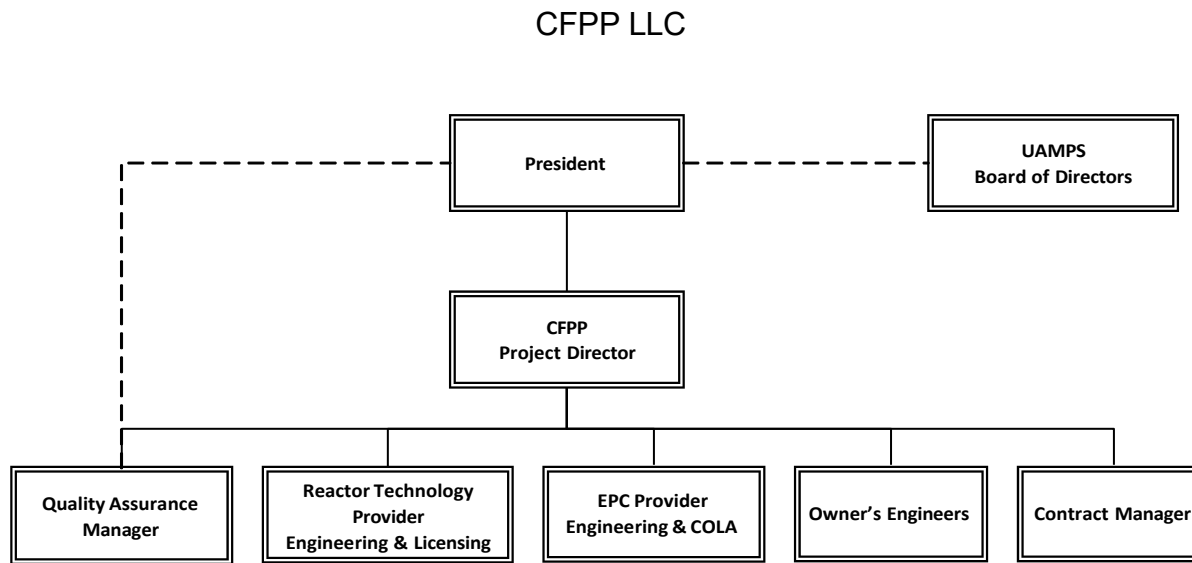 CFPP LLC
President
UAMPS
Board of Directors
CFPP
Project Director
Quality Assurance
Manager
Reactor Technology
Provider
Engineering & Licensing
EPC Provider
Engineering & COLA
Owner’s Engineers
Contract Manager